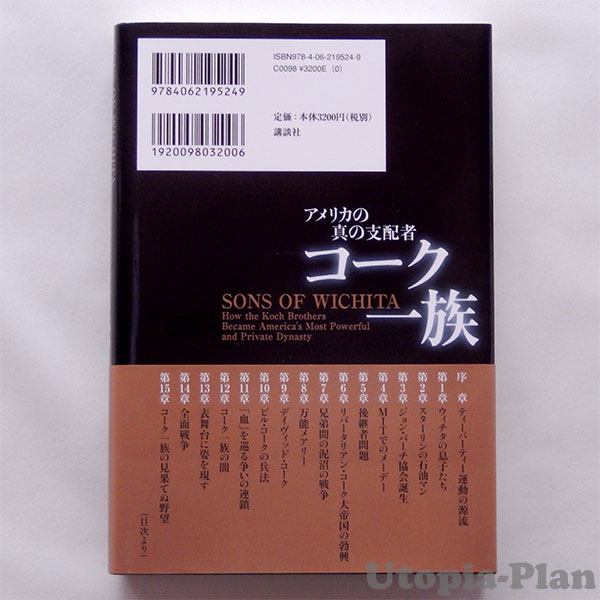 ISBN978-4-06-219524-9
C0098 ¥3200E (0)
9784062195249
定価：本体3200円（税別）
講談社
1920098032006
アメリカの
真の支配者
コーク
一族
SONS OF WICHITA
How the Koch Brothers
Became America's Most Powerful
and Private Dynasty
序　章 ティーパーティー運動の源流
第1章 ウィチタの息子たち
第2章 スターリンの石油マン
第3章 ジョン・バーチ協会誕生
第4章 MITでのメーデー
第5章 後継者問題
第6章 リバータリアン・コーク大帝国の勃興
第7章 兄弟間の泥沼の戦争
第8章 万能メアリー
第9章 デイヴィッド・コーク
第10章 ビル・コークの兵法
第11章 「血」を巡る争いの連鎖
第12章 コーク一族の闇
第13章 表舞台に姿を現す
第14章 全面戦争
第15章 コーク一族の見果てぬ野望
（目次より）
Utopia-Plan